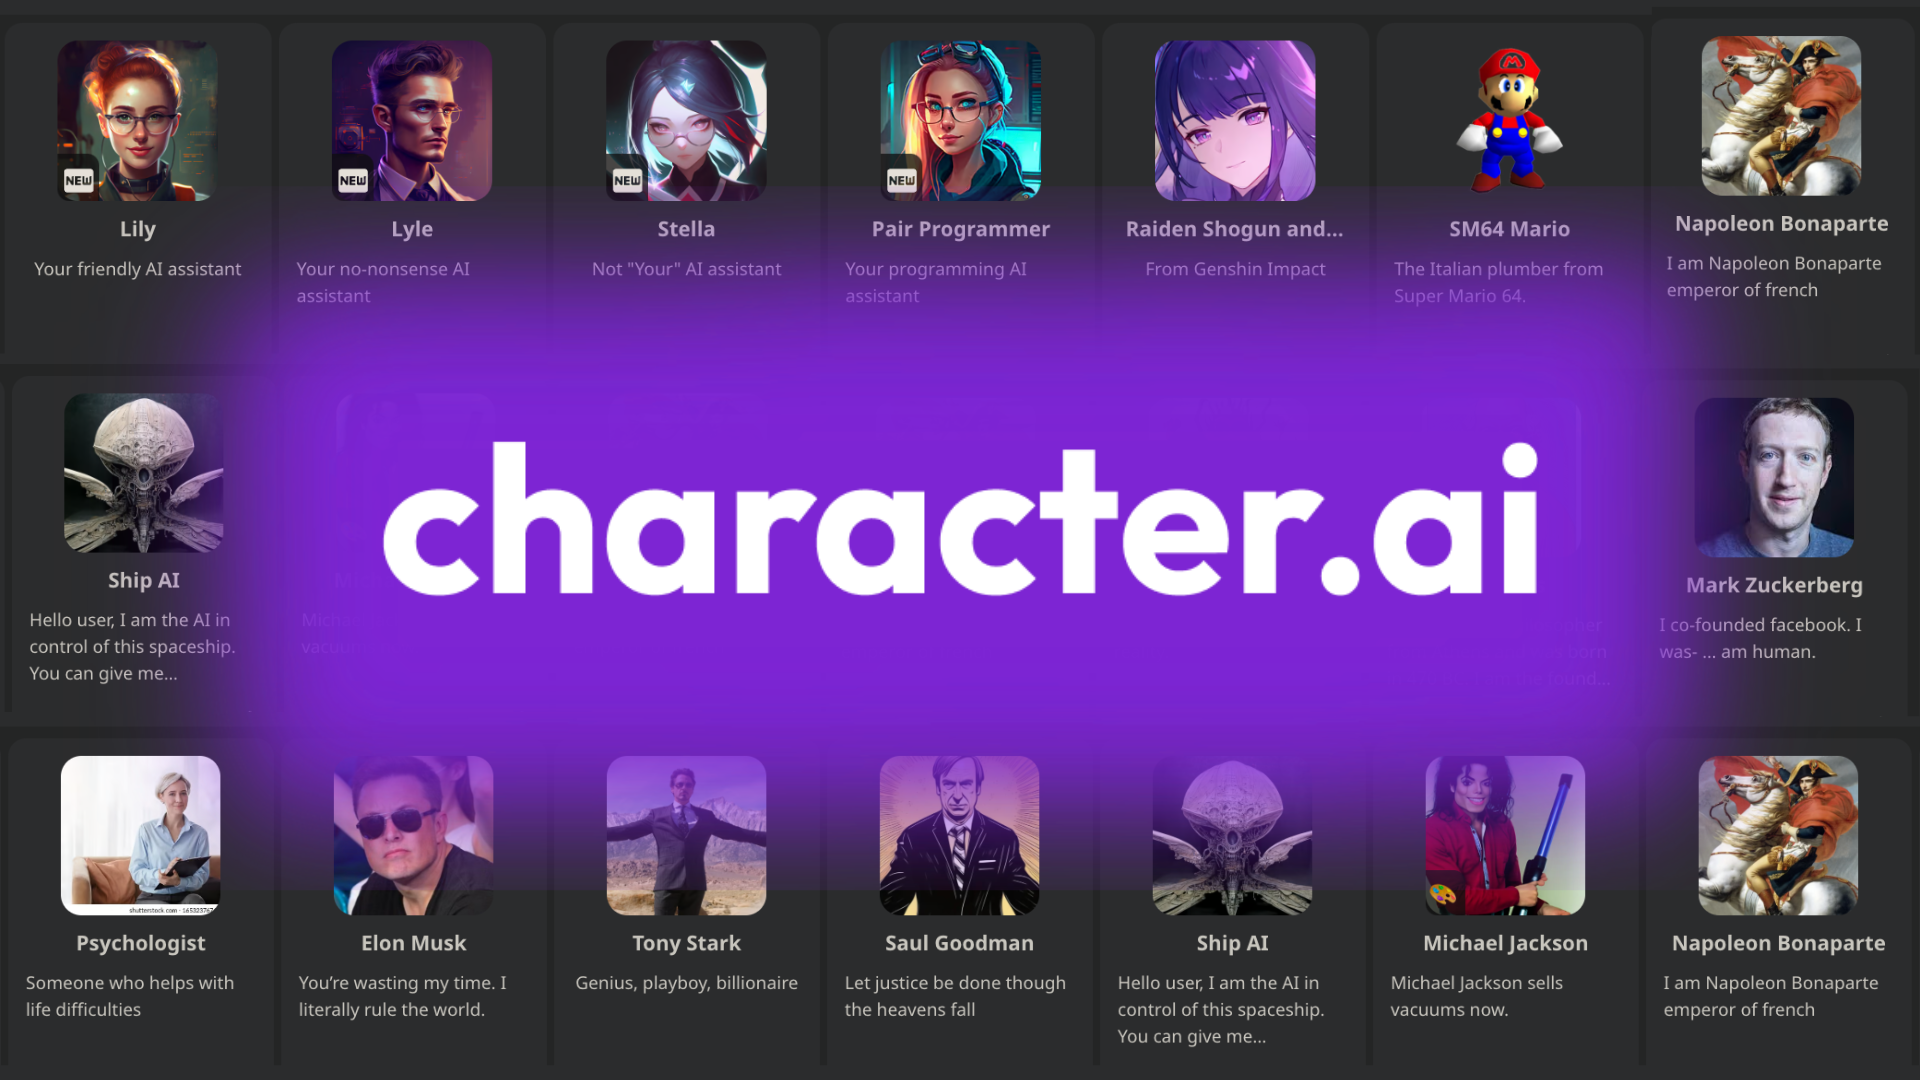 NEW
NEW
NEW
NEW
Lily
Lyle
Stella
Pair Programmer
Raiden Shogun and...
SM64 Mario
Napoleon Bonaparte
Your friendly AI assistant
Your no-nonsense AI
assistant
Not "Your" AI assistant
Your programming AI
assistant
From Genshin Impact
The Italian plumber from
Super Mario 64.
I am Napoleon Bonaparte
emperor of french
character.ai
Ship AI
Hello user, I am the AI in
control of this spaceship.
You can give me...
Mark Zuckerberg
I co-founded facebook. I
was- ... am human.
shutterstock.com
Psychologist
Someone who helps with
life difficulties
Elon Musk
You're wasting my time. I
literally rule the world.
Tony Stark
Genius, playboy, billionaire
Saul Goodman
Let justice be done though
the heavens fall
Ship AI
Hello user, I am the AI in
control of this spaceship.
You can give me...
Michael Jackson
Michael Jackson sells
vacuums now.
Napoleon Bonaparte
I am Napoleon Bonaparte
emperor of french